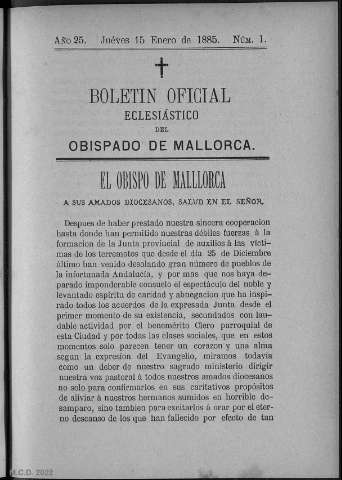 AÑO 25. Juéves 15 Enero de 1885. NÚM. 1.
BOLETIN OFICIAL
ECLESIÁSTICO
DEL
OBISPADO DE MALLORCA.
EL OBISPO DE MALLLORCA
A SUS AMADOS DIOCESANOS, SALUD EN EL SEÑOR.
Despues de haber prestado nuestra sincera cooperacion
hasta donde han permitido nuestras débiles fuerzas á la
formacion de la Junta provincial de auxilios á las vícti-
mas de los terremotos que desde el dia 25 de Diciembre
último han venido desolando gran número de pueblos de
la infortunada Andalucía, y por mas que nos haya de-
parado imponderable consuelo el espectáculo del noble y
levantado espíritu de caridad y abnegacion que ha inspi-
rado todos los acuerdos de la expresada Junta desde el
primer momento de su existencia, secundados con lau-
dable actividad por el benemérito Clero parroquial de
esta Ciudad y por todas las clases sociales, que en estos
momentos solo parecen tener un corazon y una alma
segun la expresion del Evangelio, miramos todavía
como un deber de nuestro sagrado ministerio dirigir
nuestra voz pastoral á todos nuestros amados diocesanos
no solo para confirmarlos en sus caritativos propósitos
de aliviar á nuestros hermanos sumidos en horrible de-
samparo, sino tambien para excitarlos á orar por el eter-
no descanso de los que han fallecido por efecto de tan
M.C.D. 2022